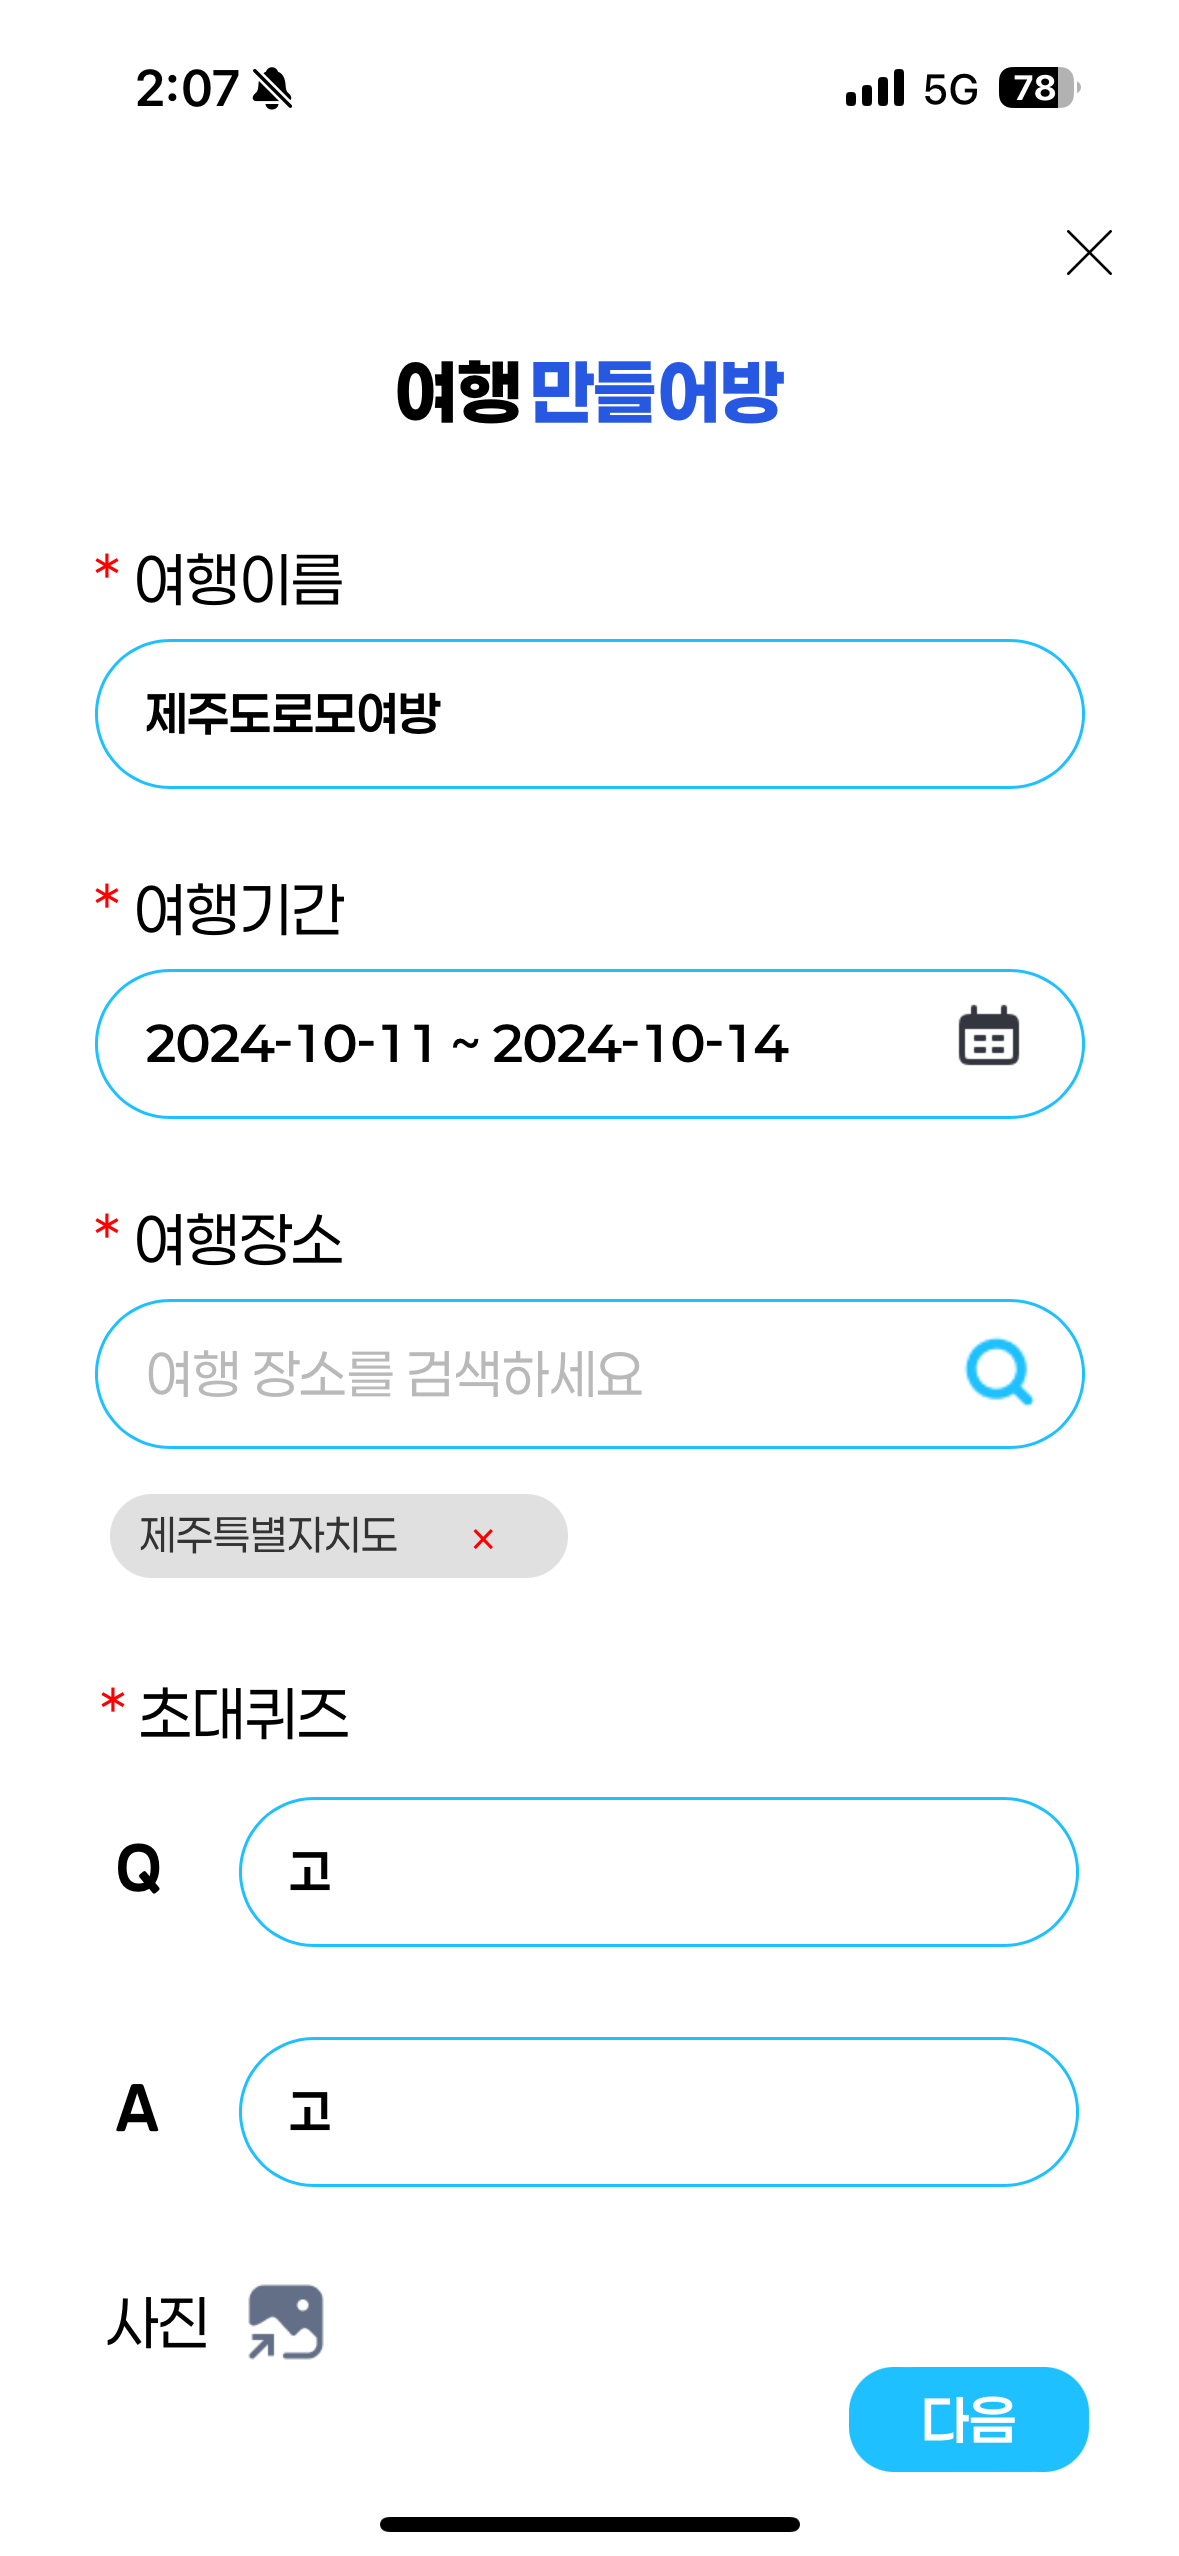 2:07 5G 78
여행 만들어방
* 여행이름
제주도로모여방
* 여행기간
2024-10-11 ~ 2024-10-14
* 여행장소
여행 장소를 검색하세요
제주특별자치도 ×
* 초대퀴즈
Q 고
A 고
사진
다음